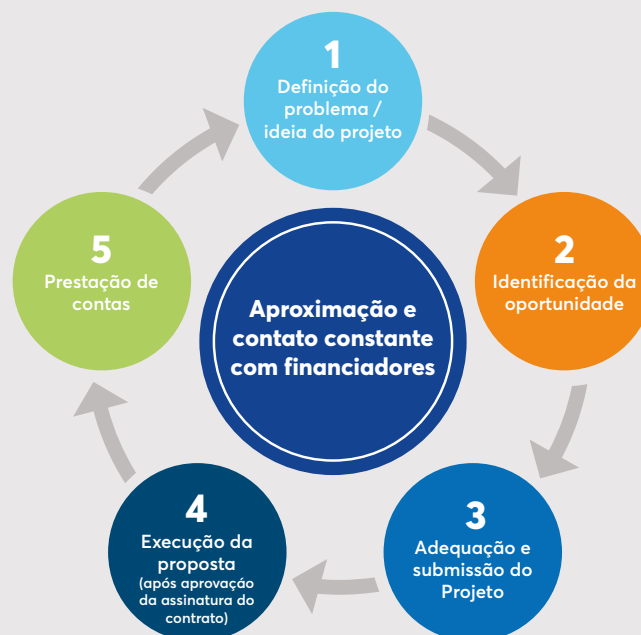 1
Definição do
problema /
ideia do projeto
2
Identificação da
oportunidade
3
Adequação e
submissão do
Projeto
4
Execução da
proposta
(após aprovação
da assinatura do
contrato)
5
Prestação de
contas
Aproximação e
contato constante
com financiadores